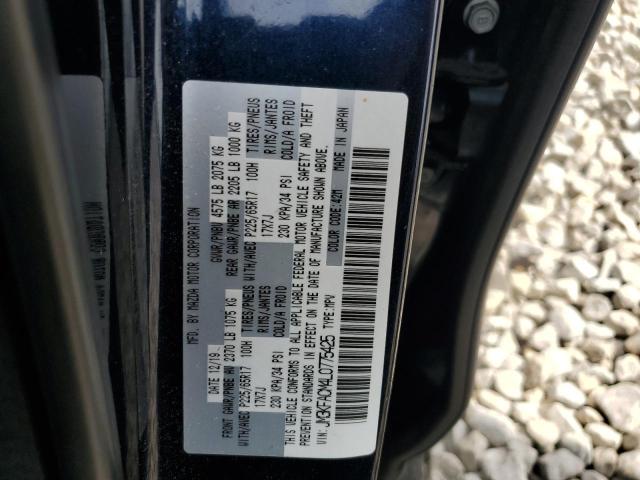 MFD. BY MAZDA MOTOR CORPORATION
DATE: 12/19 GVWR/PNBV 4575 LB 2075 KG
FRONT GAWR/PNBE AV 2370 LB 1075 KG REAR GAWR/PNBE AR 2205 LB 1000 KG
WITH/AVEC P225/65R17 100H TIRES/PNEUS WITH/AVEC P225/65R17 100H TIRES/PNEUS
17X7J RIMS/JANTES 17X7J RIMS/JANTES
230 KPA/34 PSI COLD/A FROID 230 KPA/34 PSI COLD/A FROID
THIS VEHICLE CONFORMS TO ALL APPLICABLE FEDERAL MOTOR VEHICLE SAFETY AND THEFT
PREVENTION STANDARDS IN EFFECT ON THE DATE OF MANUFACTURE SHOWN ABOVE.
VIN: JM3KFACM4L0775425 TYPE: MPV COLOR CODE: 42M MADE IN JAPAN